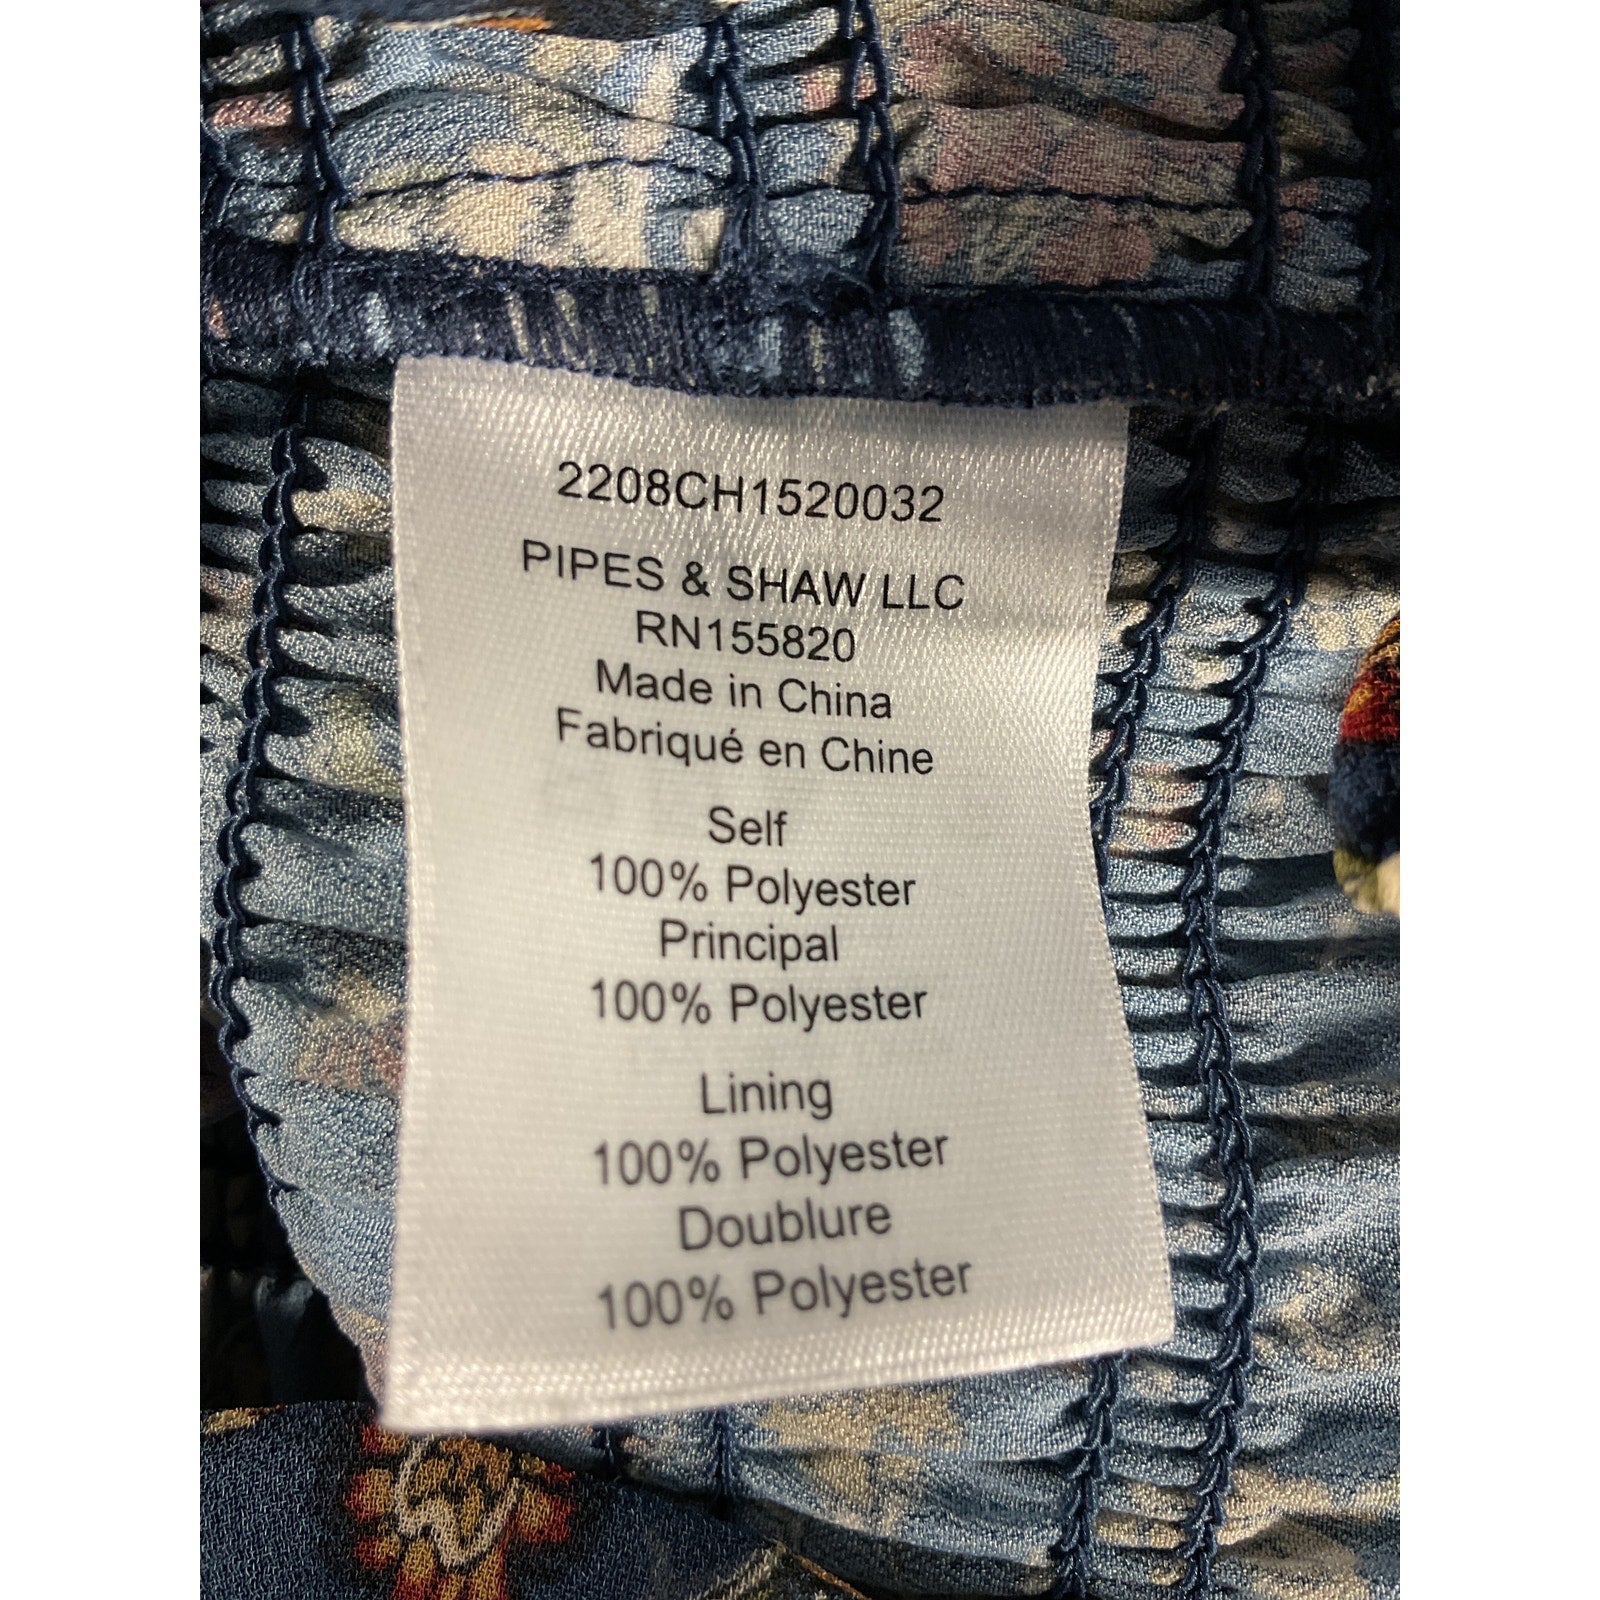 2208CH1520032
PIPES & SHAW LLC
RN155820
Made in China
Fabriqué en Chine
Self
100% Polyester
Principal
100% Polyester
Lining
100% Polyester
Doublure
100% Polyester